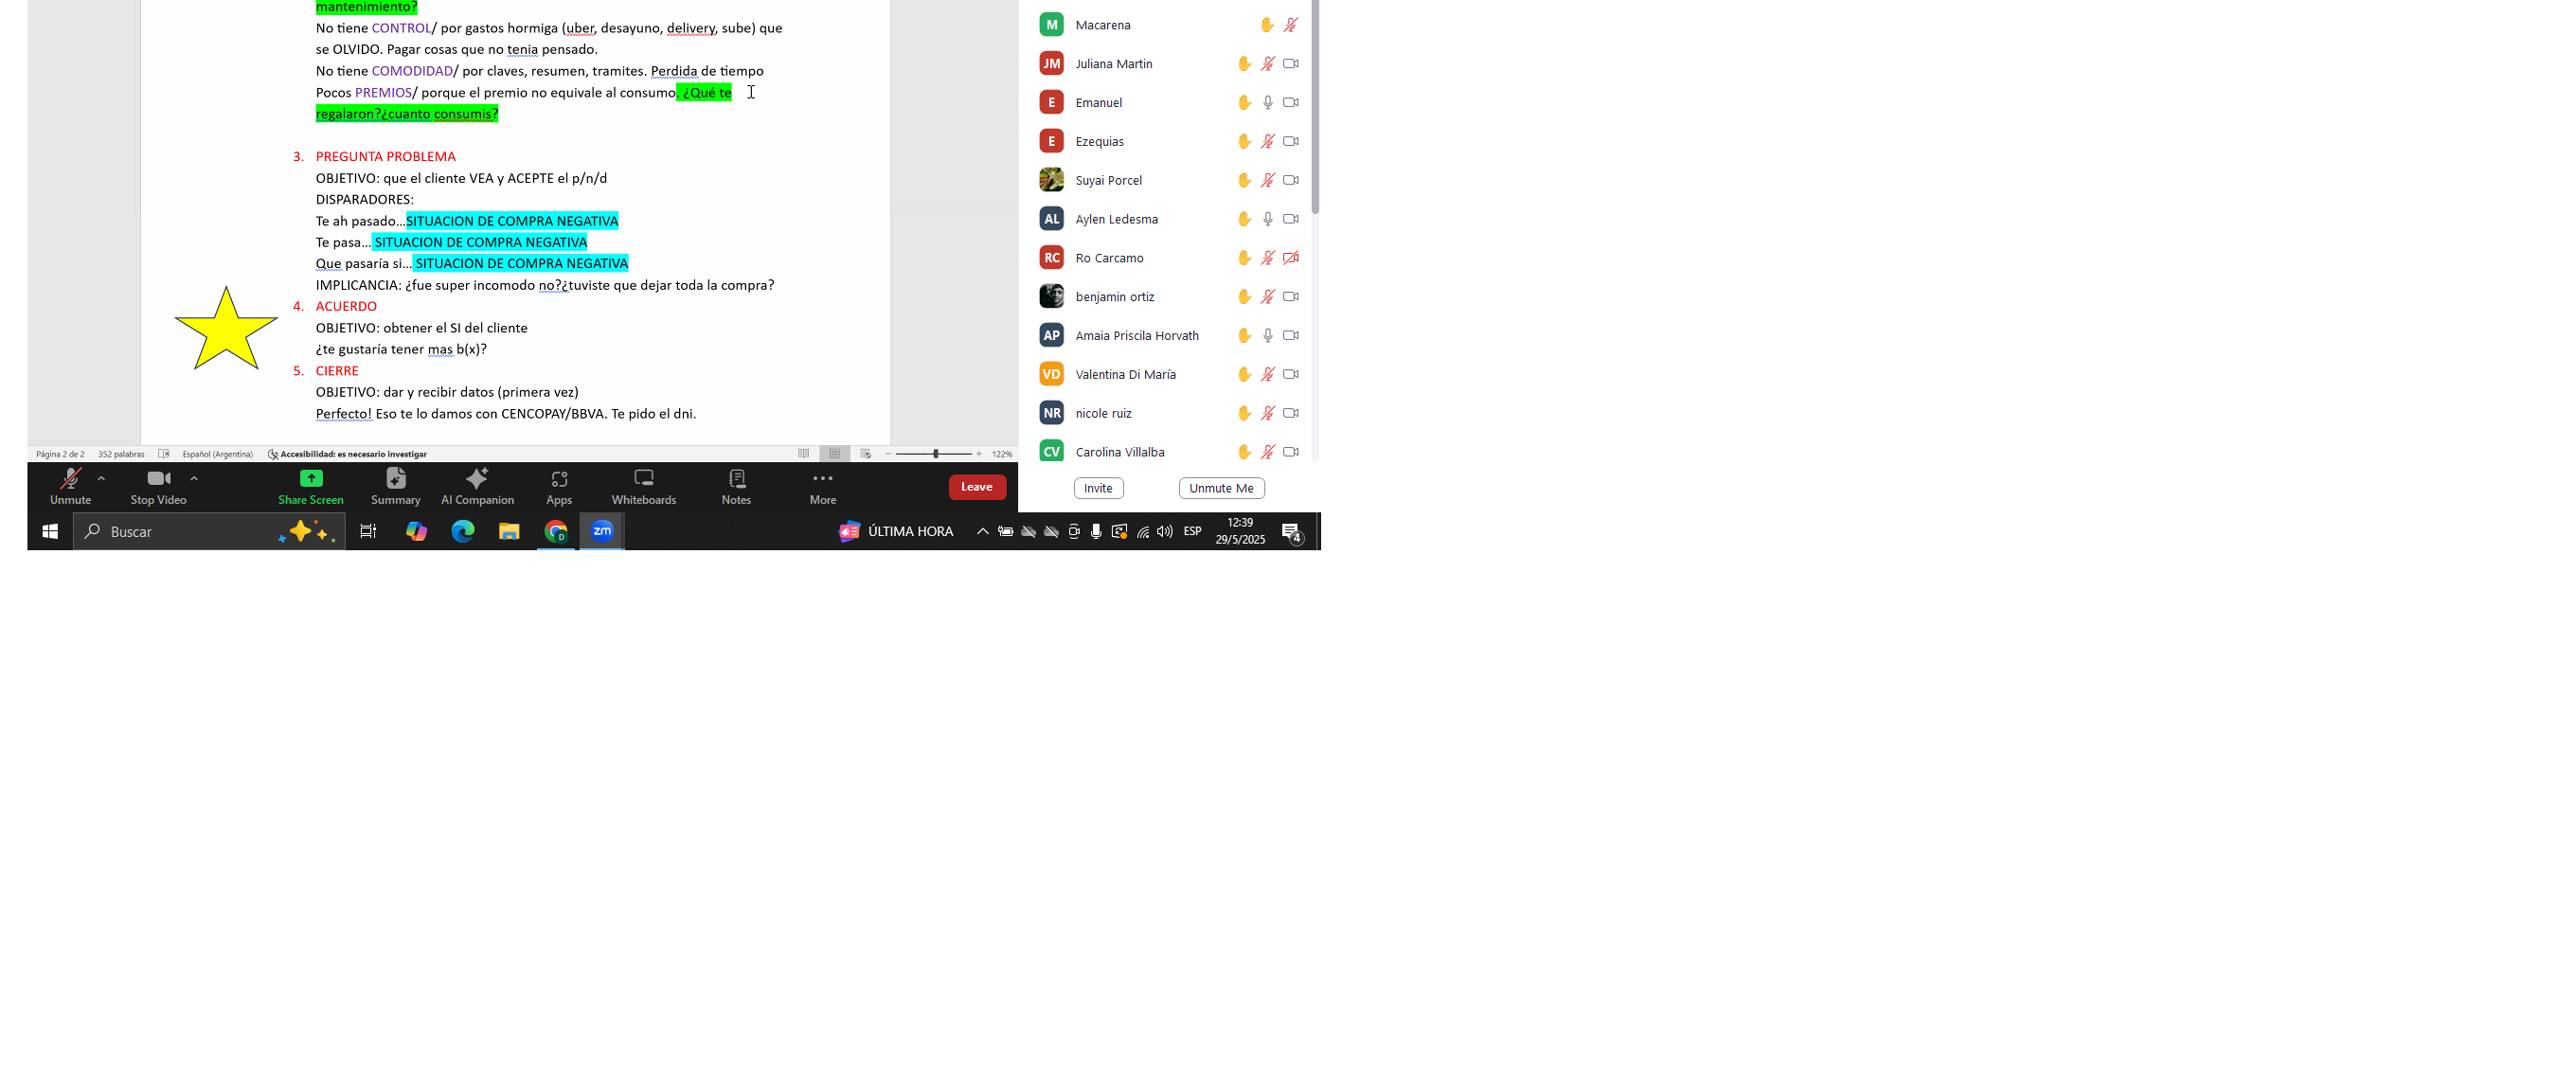 mantenimiento?
No tiene CONTROL/ por gastos hormiga (uber, desayuno, delivery, sube) que
se OLVIDO. Pagar cosas que no tenia pensado.
No tiene COMODIDAD/ por claves, resumen, tramites. Perdida de tiempo
Pocos PREMIOS/ porque el premio no equivale al consumo. ¿Qué te
regalaron?¿cuanto consumis?
3. PREGUNTA PROBLEMA
OBJETIVO: que el cliente VEA y ACEPTE el p/n/d
DISPARADORES:
Te ah pasado...SITUACION DE COMPRA NEGATIVA
Te pasa... SITUACION DE COMPRA NEGATIVA
Que pasaría si... SITUACION DE COMPRA NEGATIVA
IMPLICANCIA: ¿fue super incomodo no?¿tuviste que dejar toda la compra?
4. ACUERDO
OBJETIVO: obtener el SI del cliente
¿te gustaría tener mas b(x)?
5. CIERRE
OBJETIVO: dar y recibir datos (primera vez)
Perfecto! Eso te lo damos con CENCOPAY/BBVA. Te pido el dni.
Página 2 de 2 352 palabras Español (Argentina) Accesibilidad: es necesario investigar 122%
M Macarena
JM Juliana Martin
E Emanuel
E Ezequias
Suyai Porcel
AL Aylen Ledesma
RC Ro Carcamo
benjamin ortiz
AP Amaia Priscila Horvath
VD Valentina Di María
NR nicole ruiz
CV Carolina Villalba
Invite Unmute Me
Unmute Stop Video Share Screen Summary AI Companion Apps Whiteboards Notes More Leave
Buscar D zm ÚLTIMA HORA ESP 12:39
29/5/2025 4